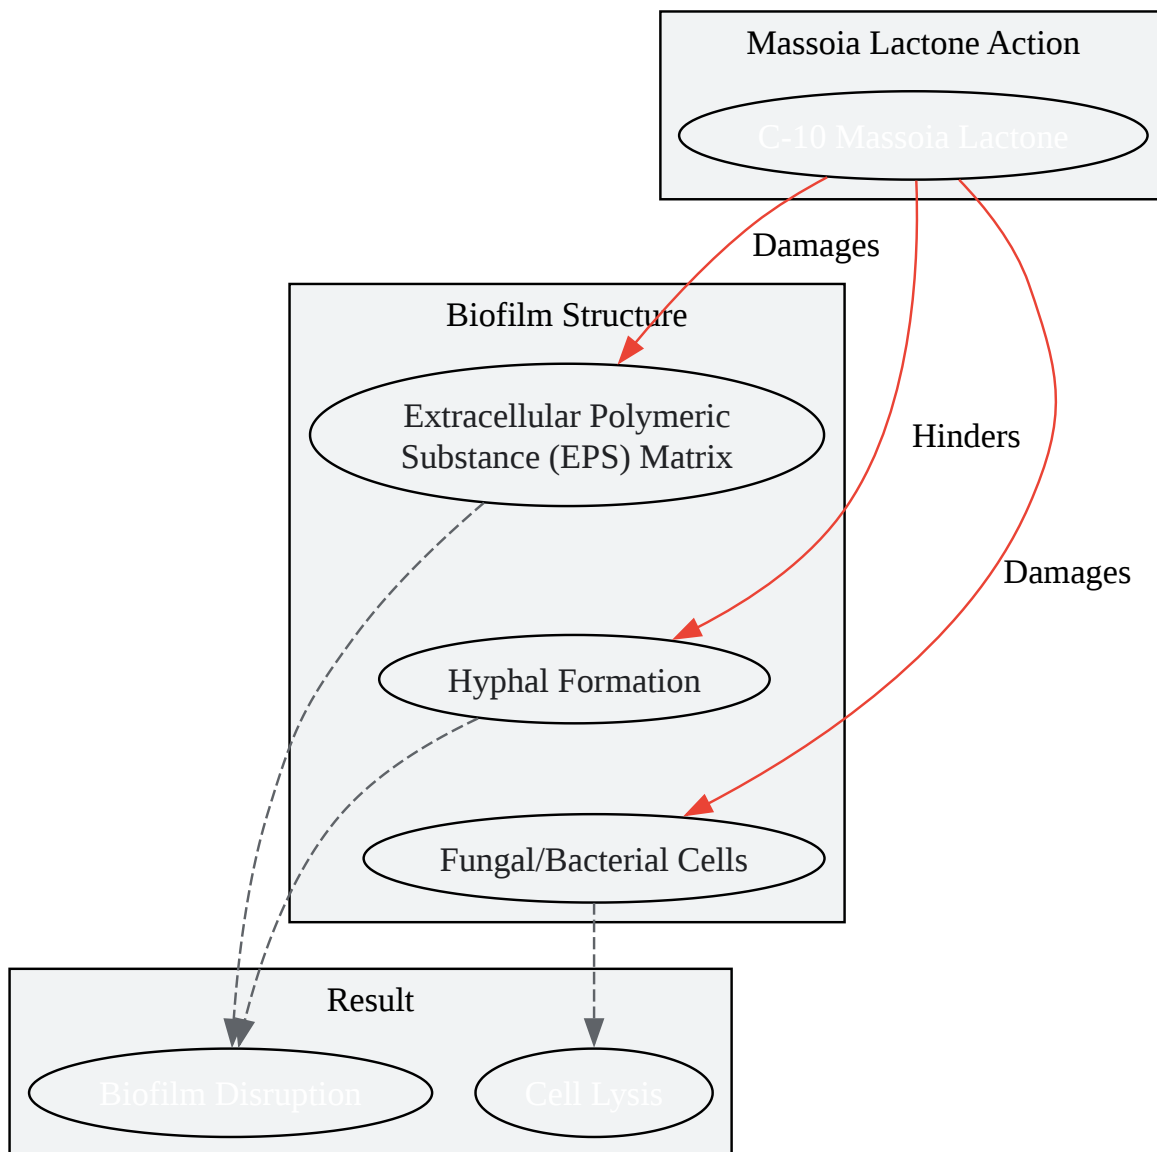 Massoia Lactone Action
C-10 Massoia Lactone
Damages
Biofilm Structure
Extracellular Polymeric
Substance (EPS) Matrix
Hinders
Damages
Hyphal Formation
Fungal/Bacterial Cells
Result
Biofilm Disruption
Cell Lysis